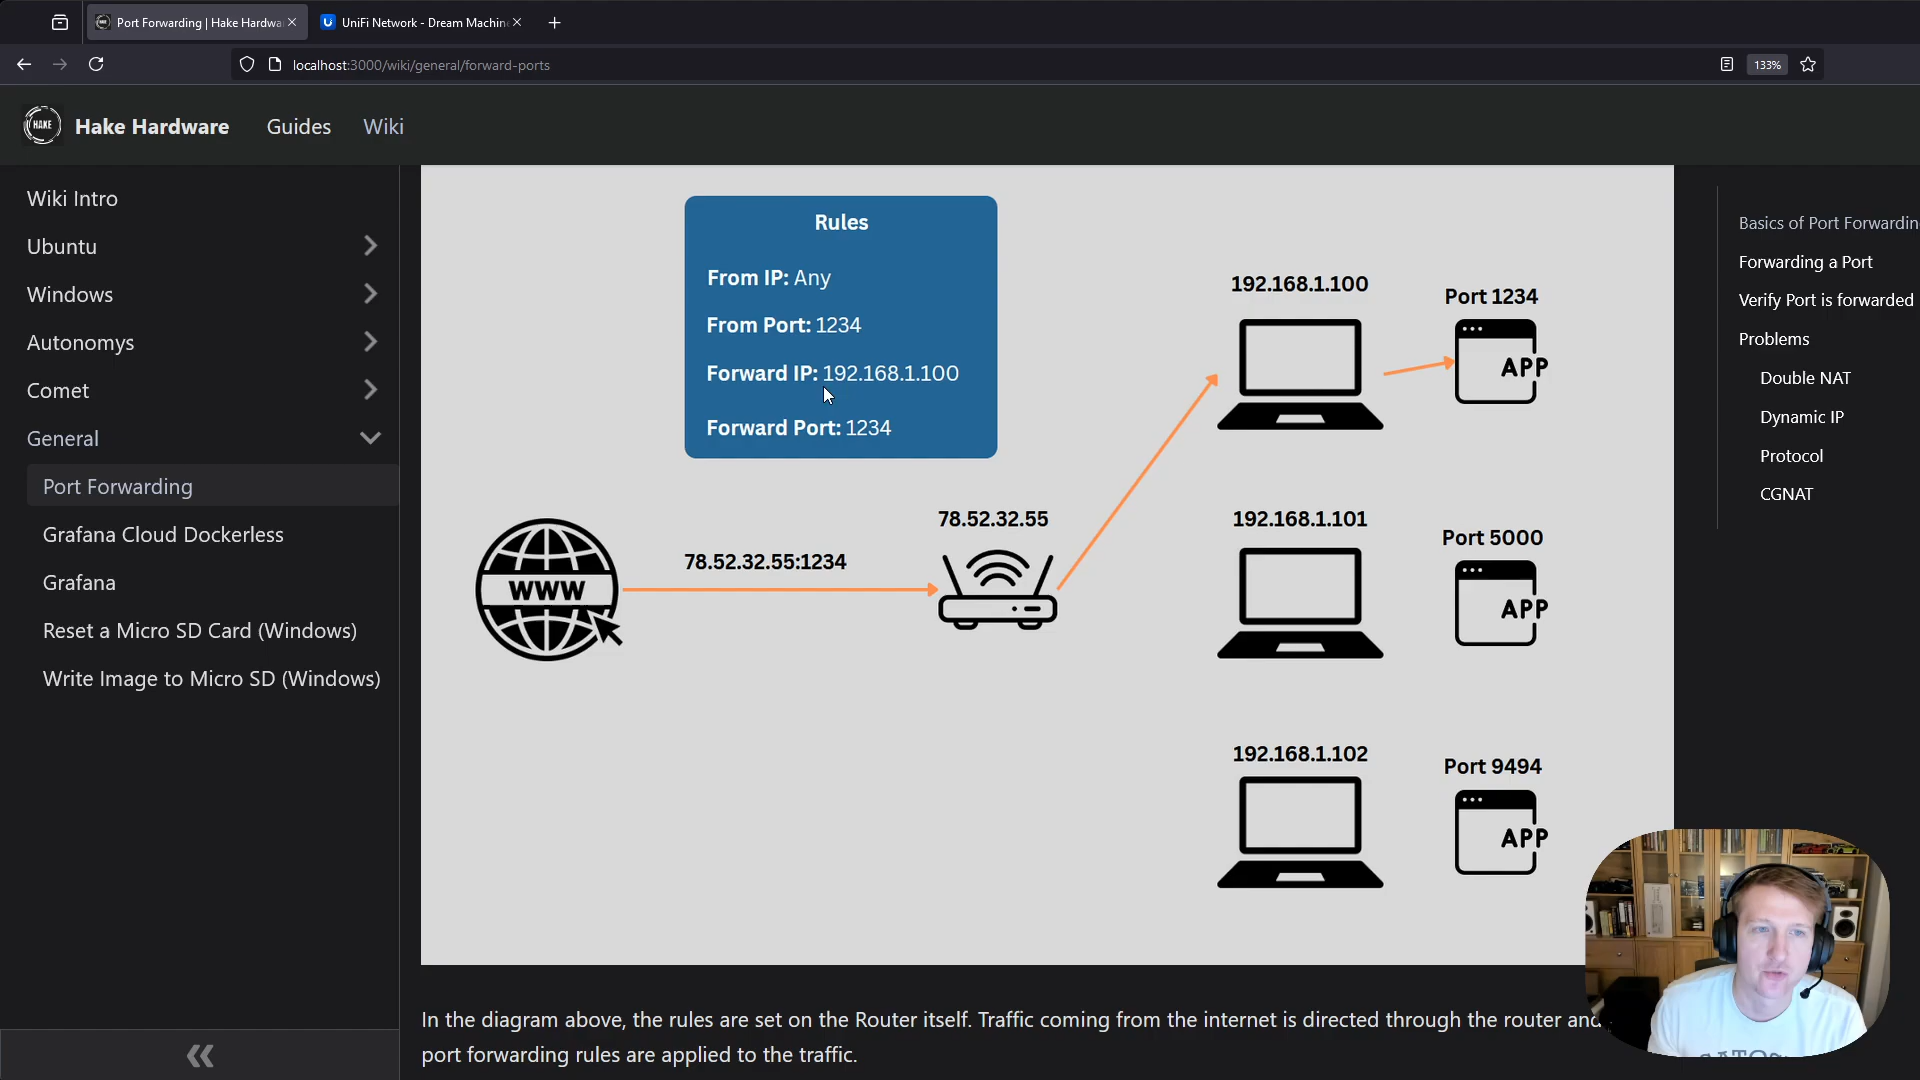 Port Forwarding | Hake Hardwa
UniFi Network - Dream Machin
localhost:3000/wiki/general/forward-ports
133%
HAKE
Hake Hardware
Guides
Wiki
Wiki Intro
Ubuntu
Windows
Autonomys
Comet
General
Port Forwarding
Grafana Cloud Dockerless
Grafana
Reset a Micro SD Card (Windows)
Write Image to Micro SD (Windows)
Rules
From IP: Any
From Port: 1234
Forward IP: 192.168.1.100
Forward Port: 1234
WWW
78.52.32.55:1234
78.52.32.55
192.168.1.100
Port 1234
APP
192.168.1.101
Port 5000
APP
192.168.1.102
Port 9494
APP
In the diagram above, the rules are set on the Router itself. Traffic coming from the internet is directed through the router and
port forwarding rules are applied to the traffic.
Basics of Port Forwardin
Forwarding a Port
Verify Port is forwarded
Problems
Double NAT
Dynamic IP
Protocol
CGNAT